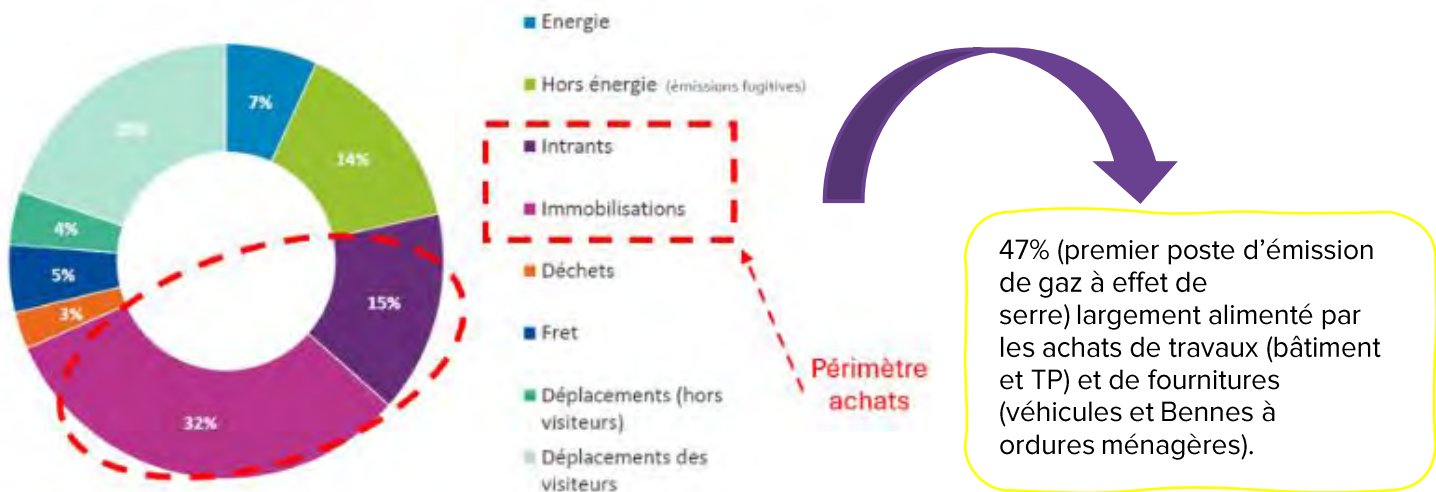 Energie
Hors énergie (émissions fugitives)
Intrants
Immobilisations
Déchets
Fret
Déplacements (hors
visiteurs)
Déplacements des
visiteurs
7%
14%
15%
32%
3%
5%
4%
Périmètre
achats
47% (premier poste d’émission
de gaz à effet de
serre) largement alimenté par
les achats de travaux (bâtiment
et TP) et de fournitures
(véhicules et Bennes à
ordures ménagères).